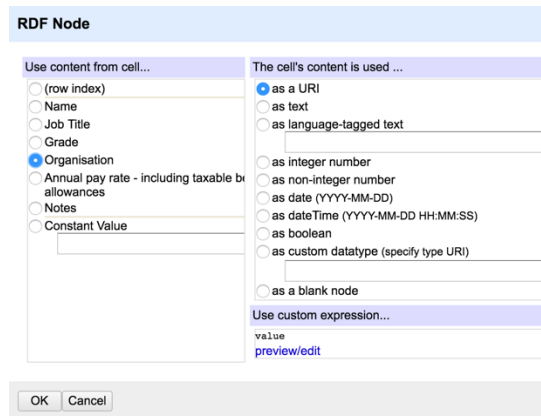 RDF Node
Use content from cell...
(row index)
Name
Job Title
Grade
Organisation
Annual pay rate - including taxable be
allowances
Notes
Constant Value
The cell's content is used ...
as a URI
as text
as language-tagged text
as integer number
as non-integer number
as date (YYYY-MM-DD)
as dateTime (YYYY-MM-DD HH:MM:SS)
as boolean
as custom datatype (specify type URI)
as a blank node
Use custom expression...
value
preview/edit
OK Cancel